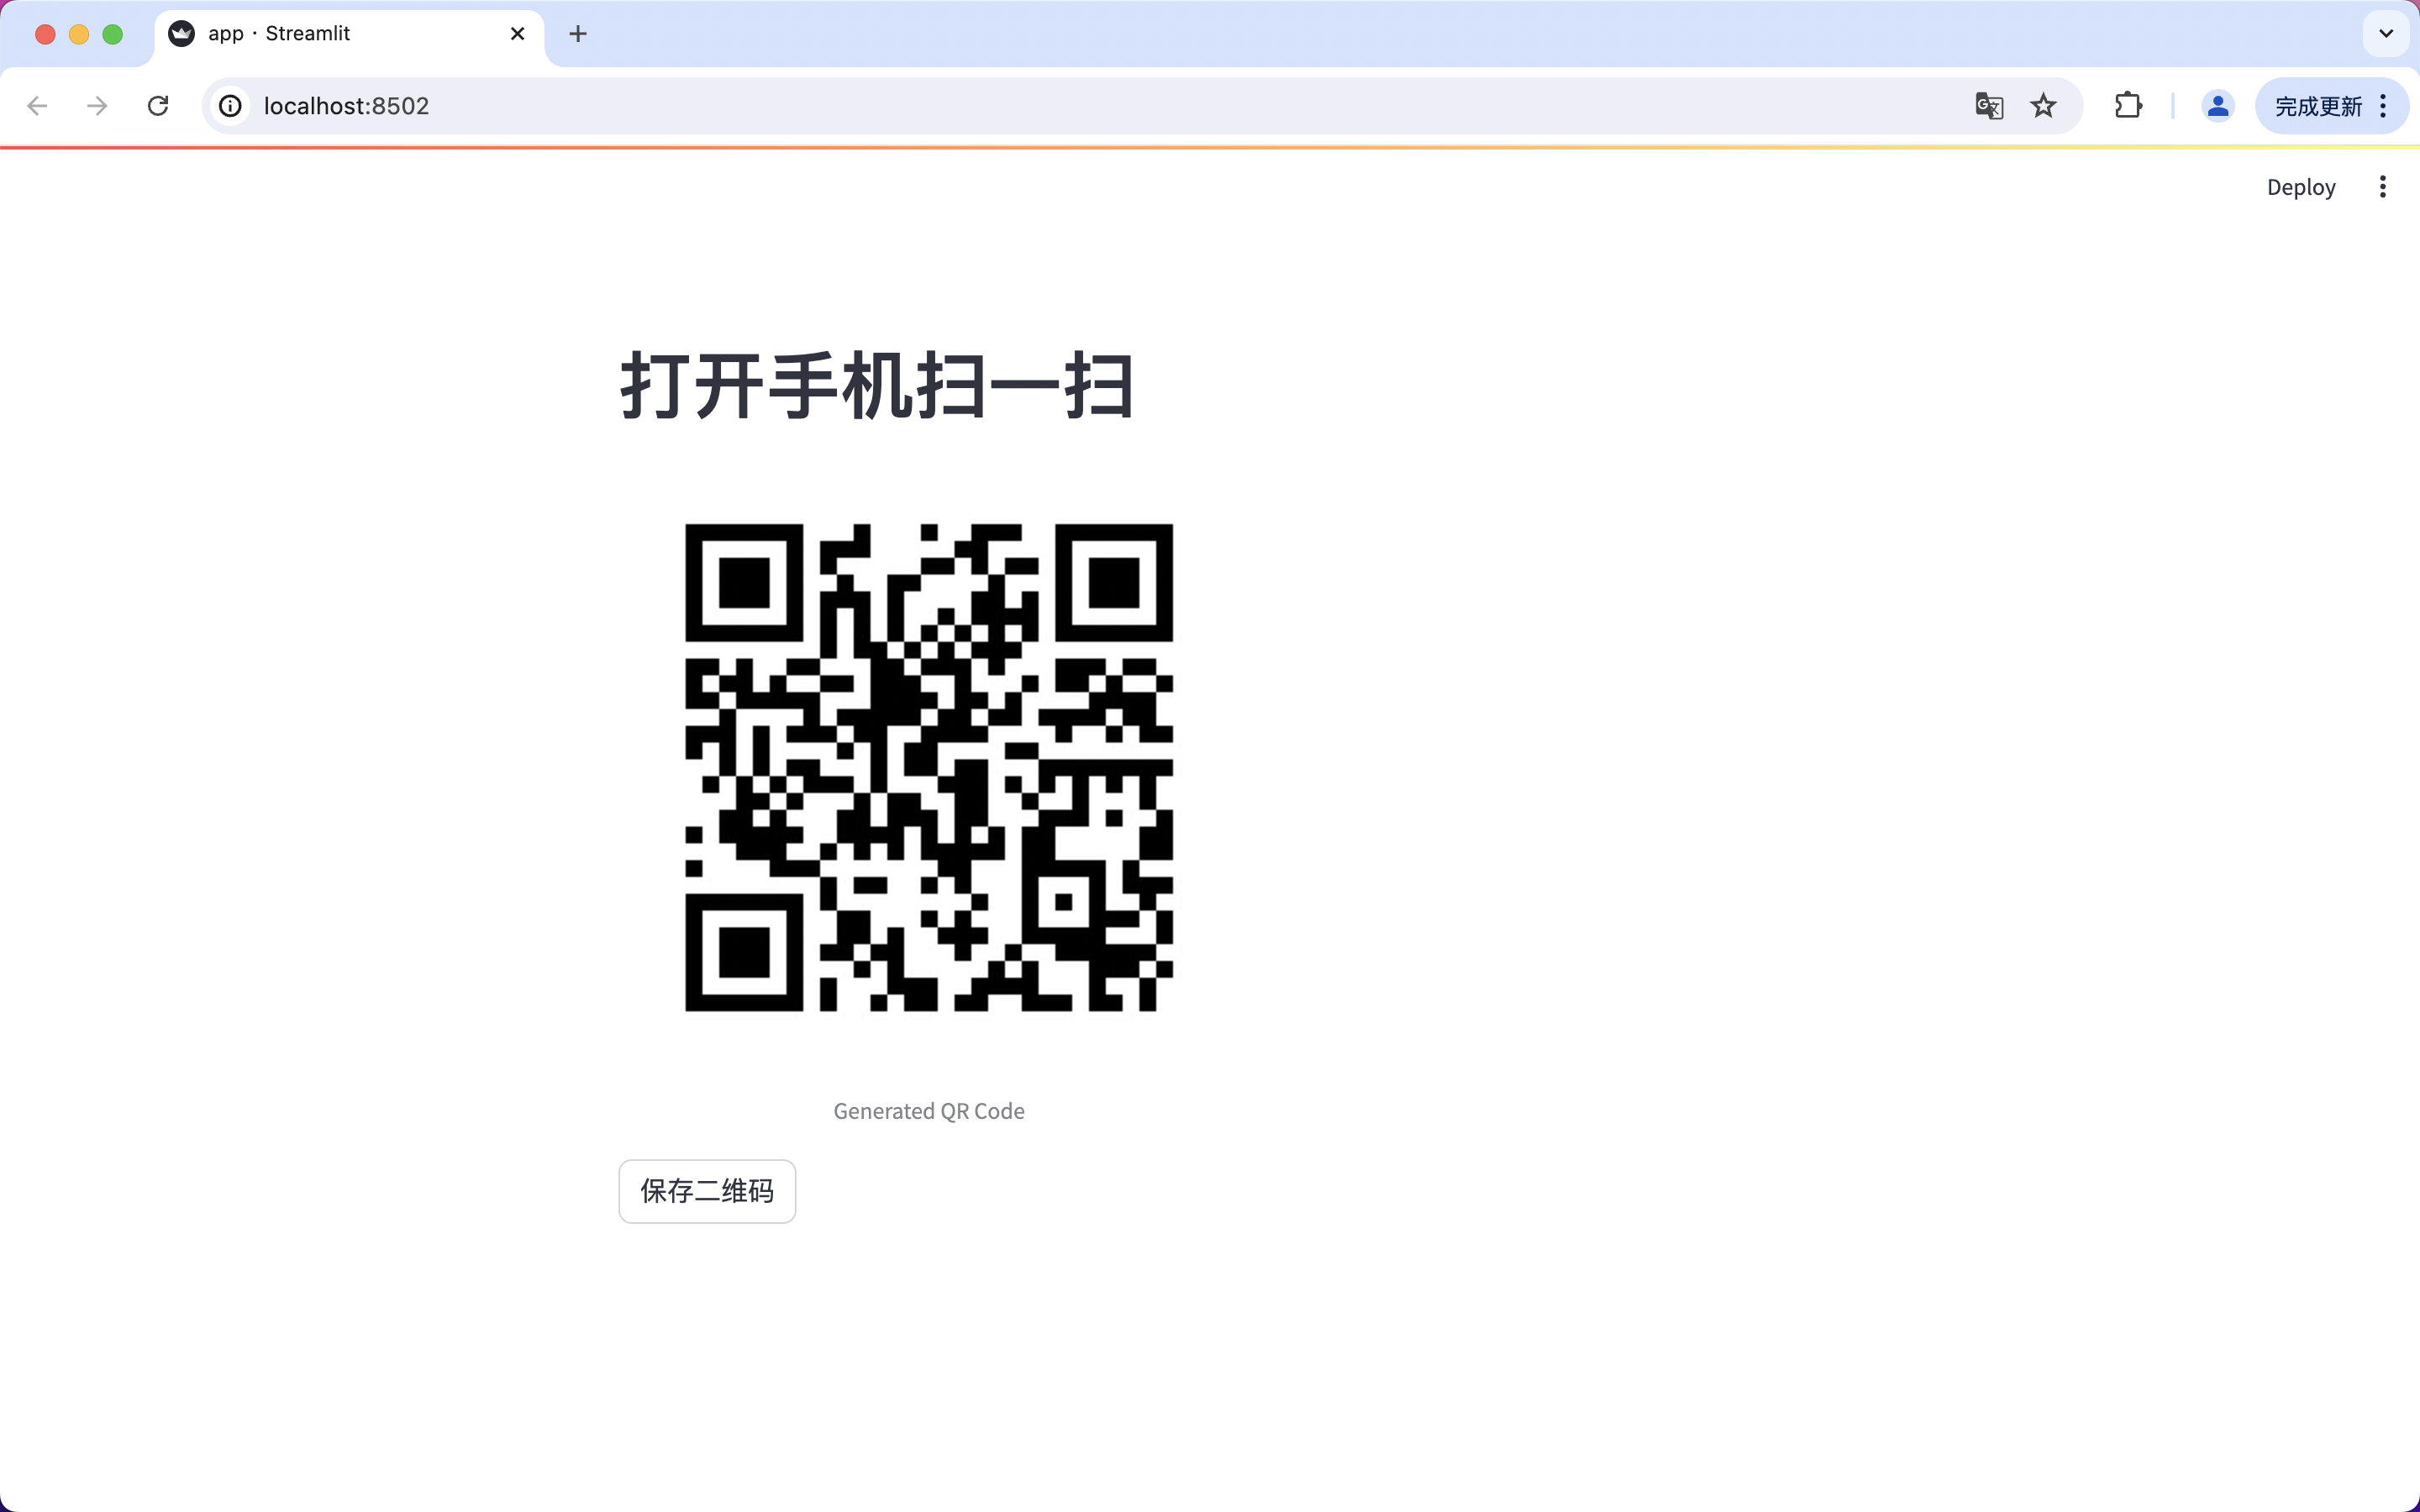 app · Streamlit
localhost:8502
完成更新
Deploy
打开手机扫一扫
Generated QR Code
保存二维码